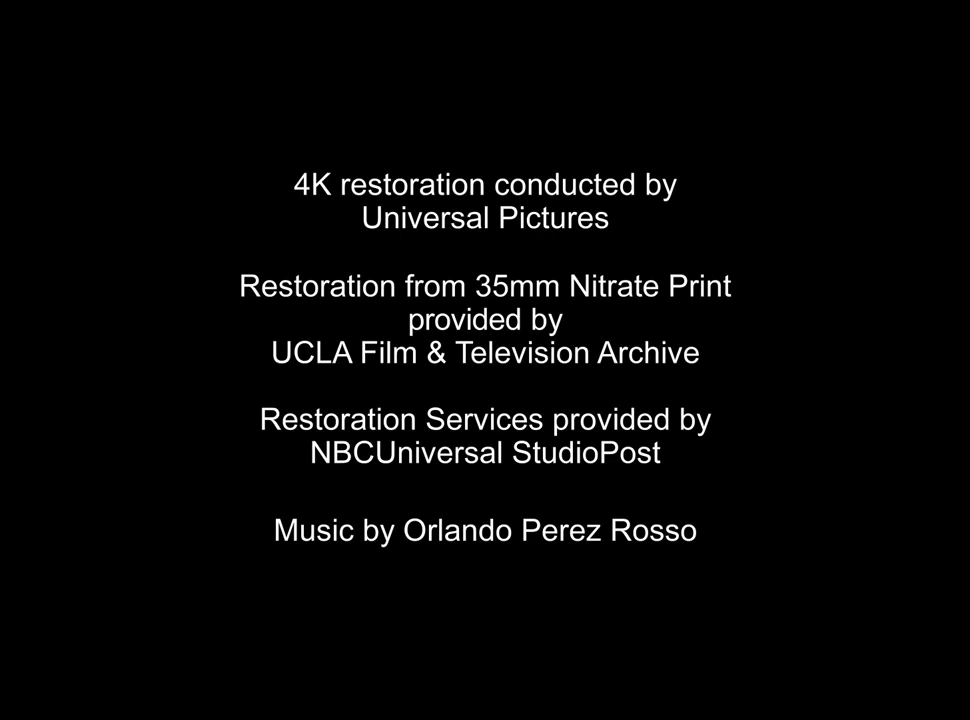 4K restoration conducted by
Universal Pictures
Restoration from 35mm Nitrate Print
provided by
UCLA Film & Television Archive
Restoration Services provided by
NBCUniversal StudioPost
Music by Orlando Perez Rosso